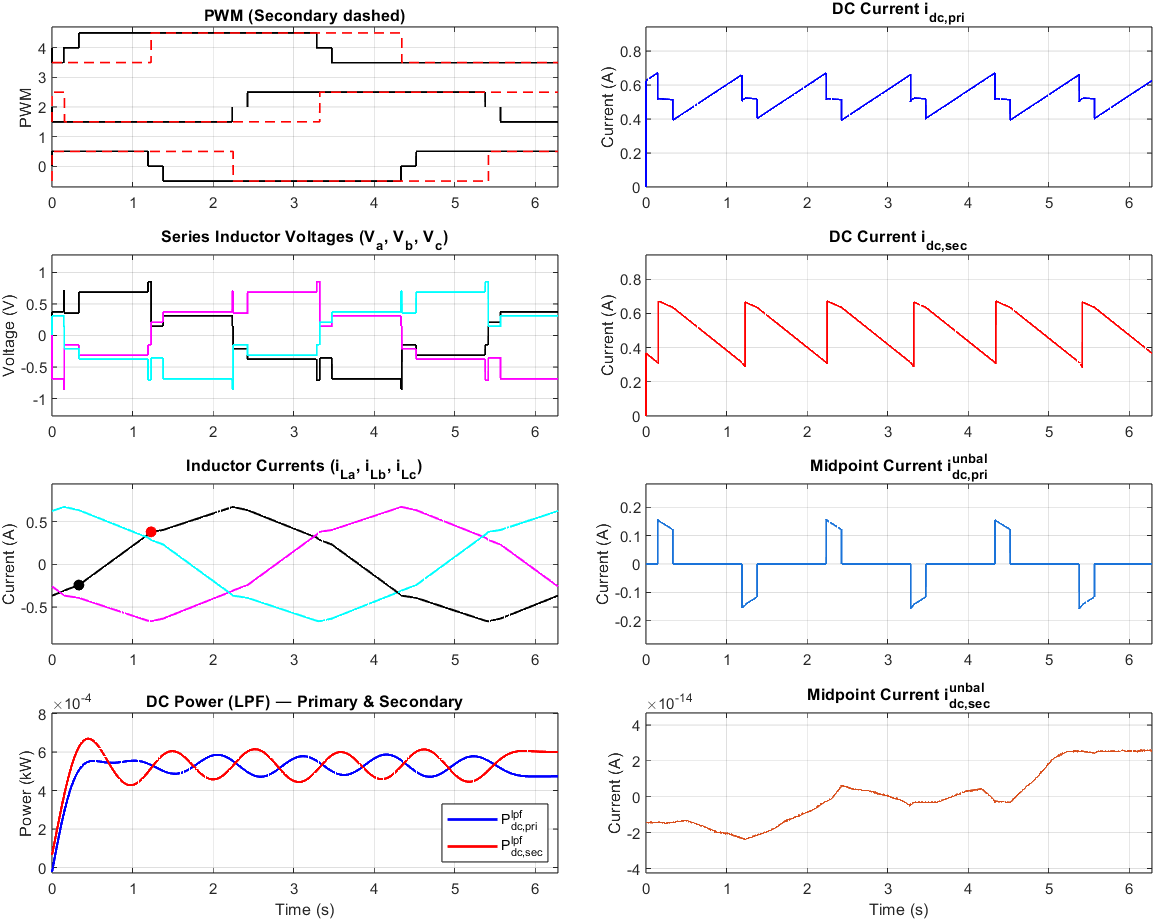 PWM (Secondary dashed)
PWM
4
3
2
1
0
0 1 2 3 4 5 6
DC Current i_dc,pri
Current (A)
0.8
0.6
0.4
0.2
0
0 1 2 3 4 5 6
Series Inductor Voltages (V_a, V_b, V_c)
Voltage (V)
1
0.5
0
-0.5
-1
0 1 2 3 4 5 6
DC Current i_dc,sec
Current (A)
0.8
0.6
0.4
0.2
0
0 1 2 3 4 5 6
Inductor Currents (i_La, i_Lb, i_Lc)
Current (A)
0.5
0
-0.5
0 1 2 3 4 5 6
Midpoint Current i_dc,pri^unbal
Current (A)
0.2
0.1
0
-0.1
-0.2
0 1 2 3 4 5 6
DC Power (LPF) — Primary & Secondary
×10^-4
Power (kW)
8
6
4
2
0
P_dc,pri^lpf
P_dc,sec^lpf
0 1 2 3 4 5 6
Time (s)
Midpoint Current i_dc,sec^unbal
×10^-14
Current (A)
4
2
0
-2
-4
0 1 2 3 4 5 6
Time (s)